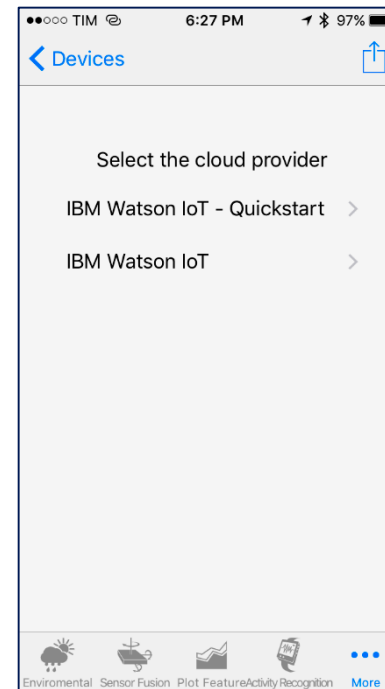 TIM 6:27 PM 97%
Devices
Select the cloud provider
IBM Watson IoT - Quickstart
IBM Watson IoT
Enviromental Sensor Fusion Plot Feature Activity Recognition More